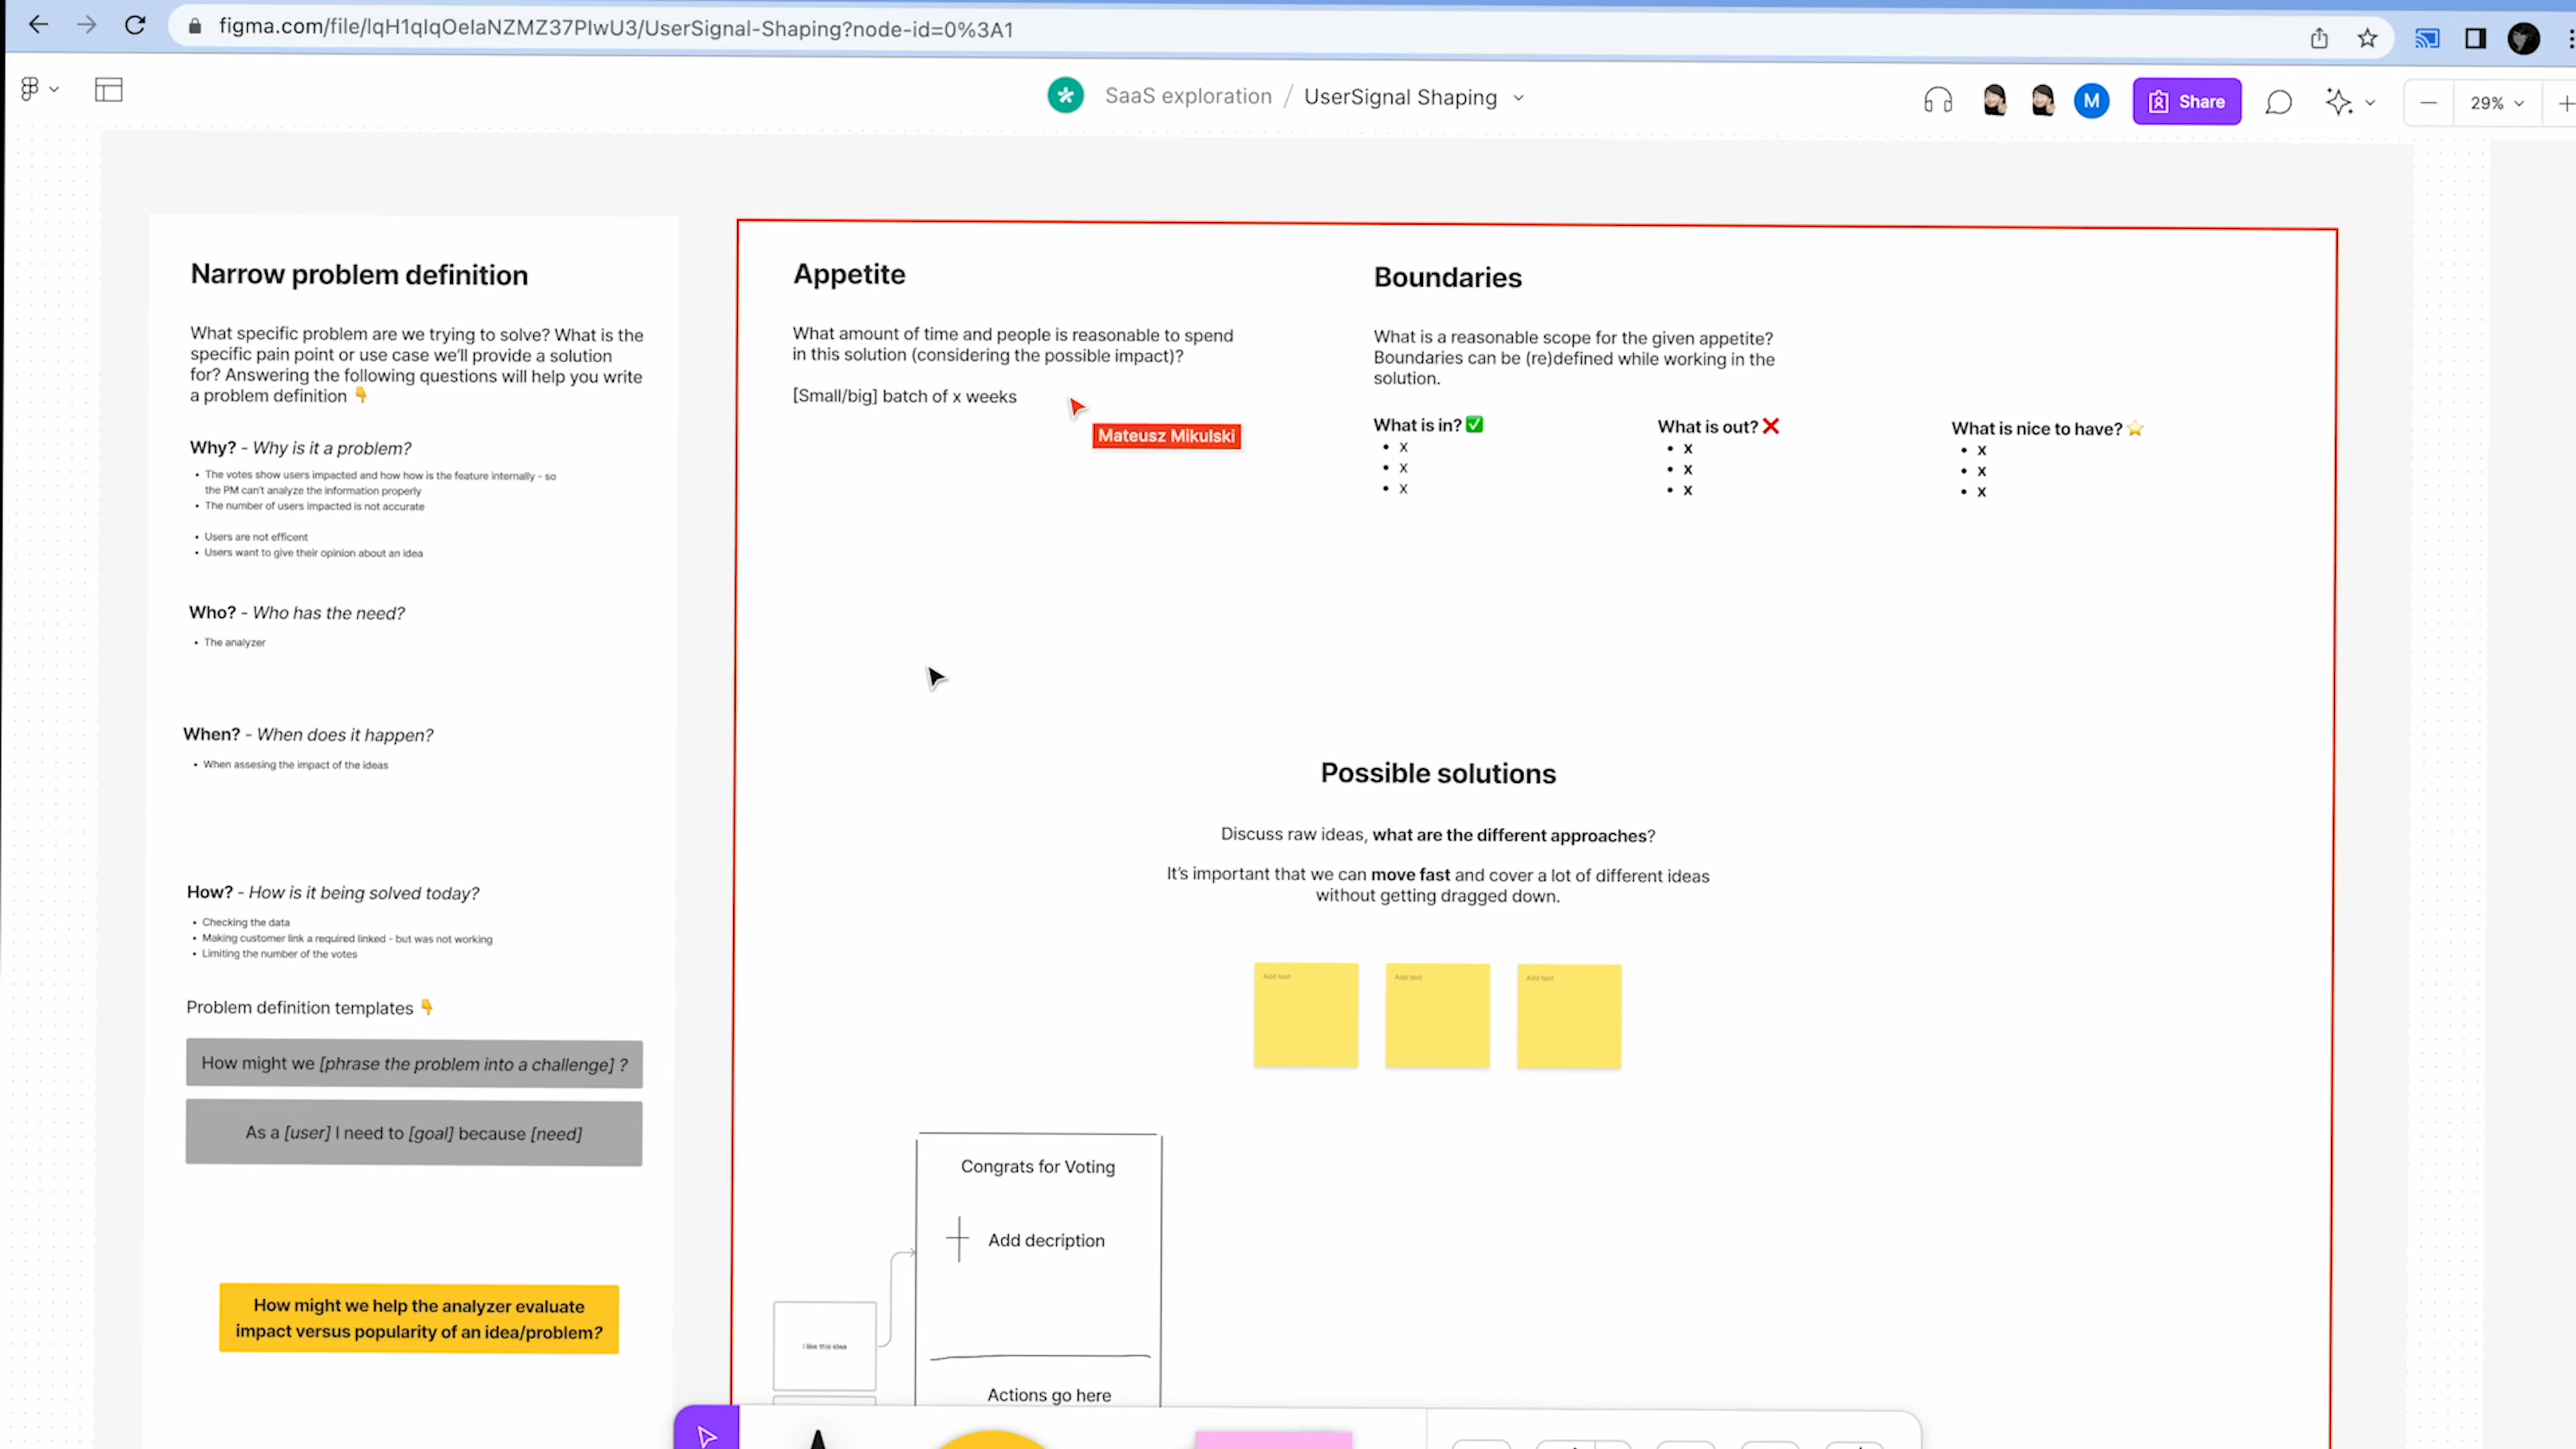 figma.com/file/lqH1qIqOelaNZMZ37PIwU3/UserSignal-Shaping?node-id=0%3A1
SaaS exploration / UserSignal Shaping
M
Share
29%
Narrow problem definition
What specific problem are we trying to solve? What is the
specific pain point or use case we'll provide a solution
for? Answering the following questions will help you write
a problem definition 👇
Why? - Why is it a problem?
• The votes show users impacted and how how is the feature internally - so
the PM can't analyze the information properly
• The number of users impacted is not accurate
• Users are not efficent
• Users want to give their opinion about an idea
Who? - Who has the need?
• The analyzer
When? - When does it happen?
• When assesing the impact of the ideas
How? - How is it being solved today?
• Checking the data
• Making customer link a required linked - but was not working
• Limiting the number of the votes
Problem definition templates 👇
How might we [phrase the problem into a challenge] ?
As a [user] I need to [goal] because [need]
How might we help the analyzer evaluate
impact versus popularity of an idea/problem?
Appetite
What amount of time and people is reasonable to spend
in this solution (considering the possible impact)?
[Small/big] batch of x weeks
Mateusz Mikulski
Boundaries
What is a reasonable scope for the given appetite?
Boundaries can be (re)defined while working in the
solution.
What is in? ✅
• x
• x
• x
What is out? ❌
• x
• x
• x
What is nice to have? ⭐
• x
• x
• x
Possible solutions
Discuss raw ideas, what are the different approaches?
It's important that we can move fast and cover a lot of different ideas
without getting dragged down.
Add text
Add text
Add text
Congrats for Voting
Add decription
I like this idea
Actions go here